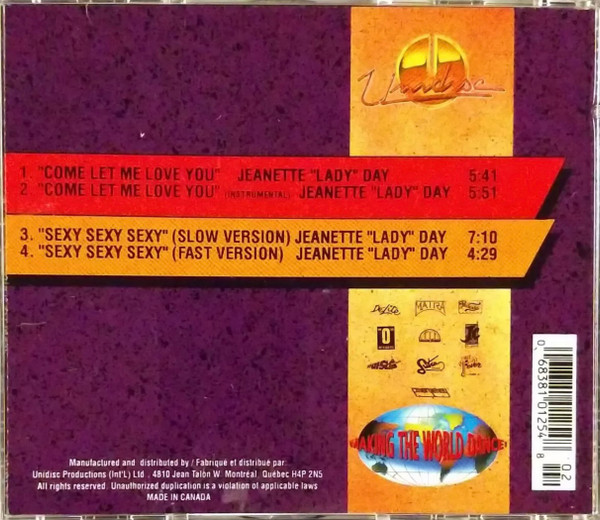 Unidisc
1. "COME LET ME LOVE YOU" JEANETTE "LADY" DAY 5:41
2 "COME LET ME LOVE YOU" (INSTRUMENTAL) JEANETTE "LADY" DAY 5:51
3. "SEXY SEXY SEXY" (SLOW VERSION) JEANETTE "LADY" DAY 7:10
4. "SEXY SEXY SEXY" (FAST VERSION) JEANETTE "LADY" DAY 4:29
MAKING THE WORLD DANCE!
0 68381 01254 8
02
Manufactured and distributed by / Fabriqué et distribué par:
Unidisc Productions (Int'L) Ltd . 4810 Jean Talon W. Montréal. Québec H4P 2N5
All rights reserved. Unauthorized duplication is a violation of applicable laws
MADE IN CANADA